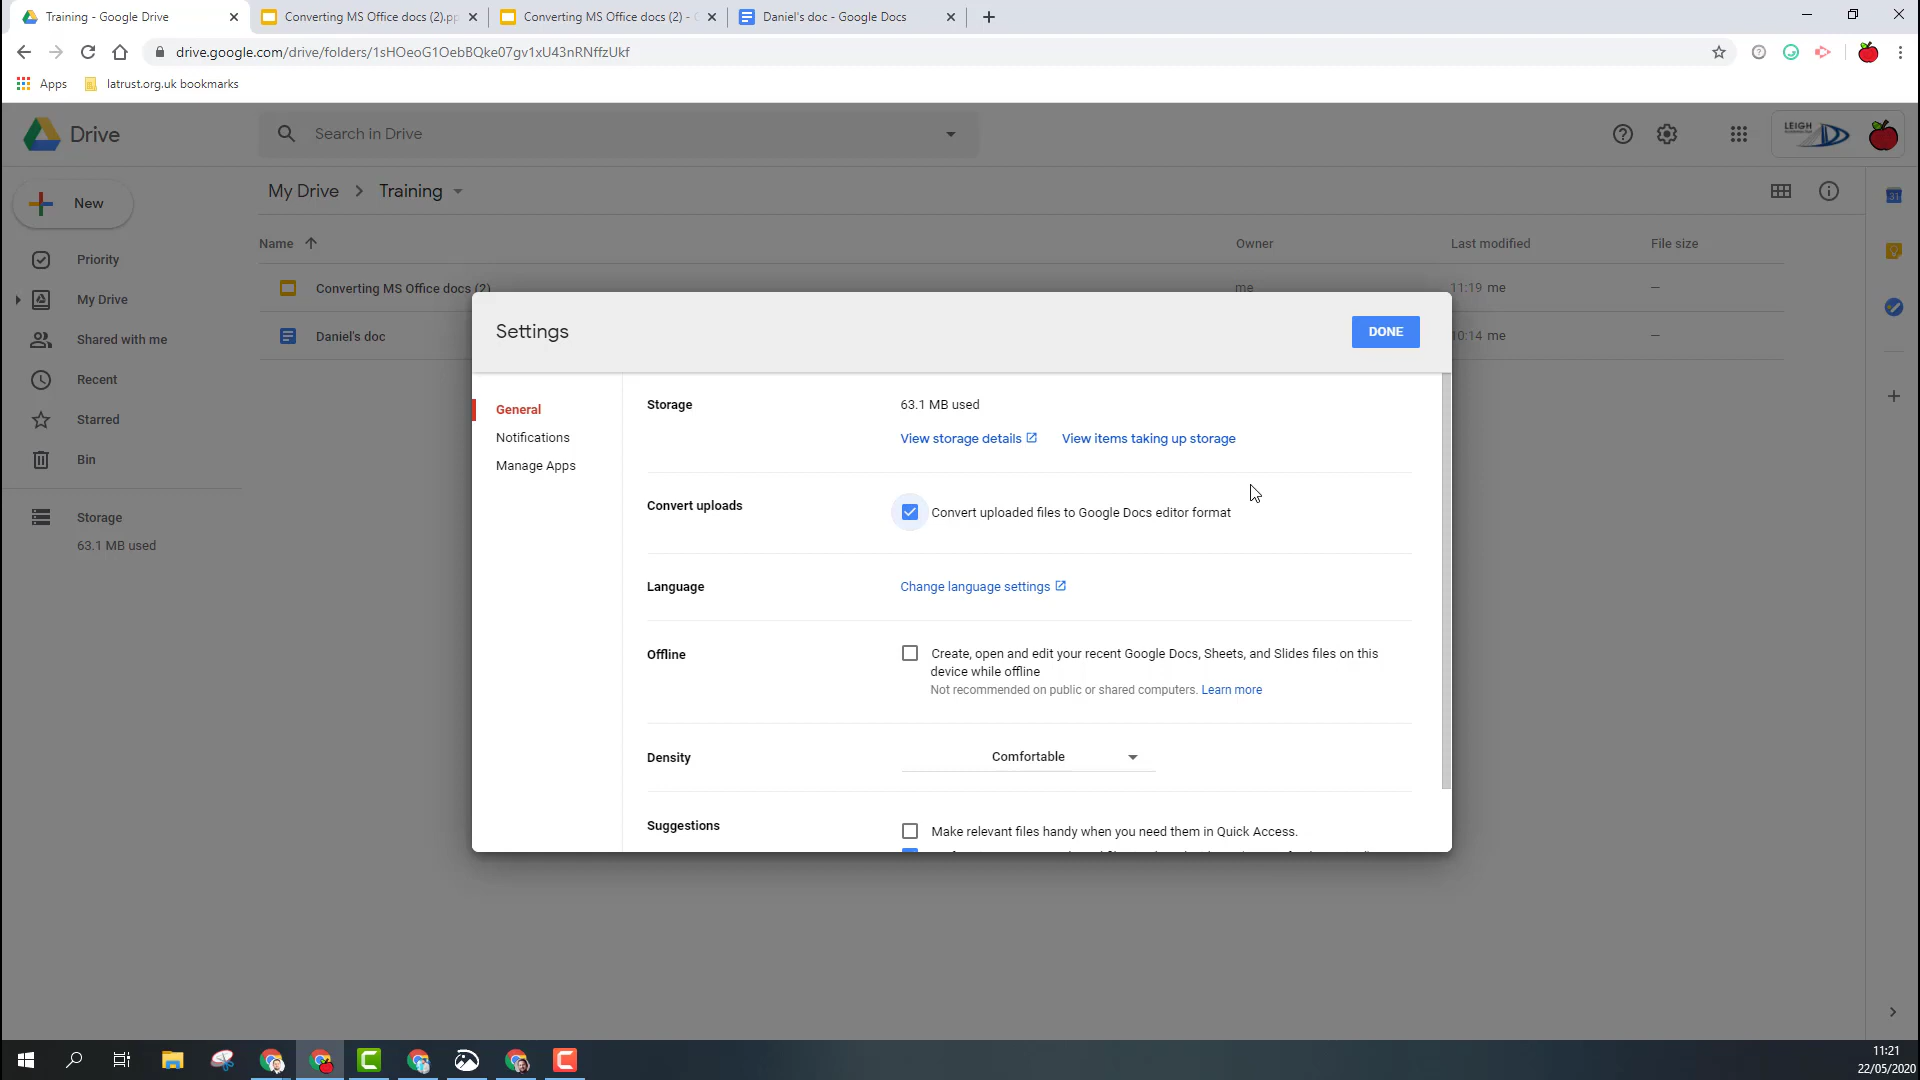 Training - Google Drive
Converting MS Office docs (2).pp
Converting MS Office docs (2) -
Daniel's doc - Google Docs
drive.google.com/drive/folders/1sHOeoG1OebBQke07gv1xU43nRNffzUkf
Apps
latrust.org.uk bookmarks
Drive
Search in Drive
LEIGH
New
My Drive
Training
Name
Owner
Last modified
File size
Priority
Converting MS Office docs (2)
me
11:19 me
—
My Drive
Daniel's doc
10:14 me
—
Shared with me
Recent
Starred
Bin
Storage
63.1 MB used
Settings
DONE
General
Notifications
Manage Apps
Storage
63.1 MB used
View storage details
View items taking up storage
Convert uploads
Convert uploaded files to Google Docs editor format
Language
Change language settings
Offline
Create, open and edit your recent Google Docs, Sheets, and Slides files on this
device while offline
Not recommended on public or shared computers. Learn more
Density
Comfortable
Suggestions
Make relevant files handy when you need them in Quick Access.
31
11:21
22/05/2020